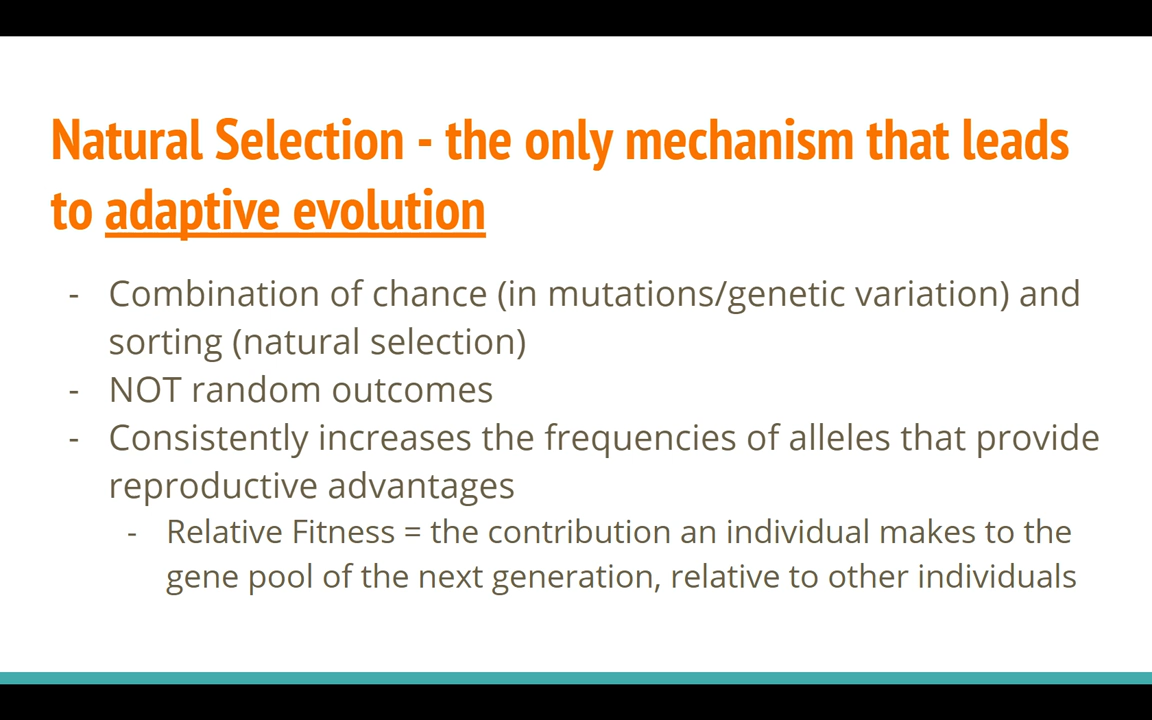 Natural Selection - the only mechanism that leads
to adaptive evolution
- Combination of chance (in mutations/genetic variation) and
sorting (natural selection)
- NOT random outcomes
- Consistently increases the frequencies of alleles that provide
reproductive advantages
- Relative Fitness = the contribution an individual makes to the
gene pool of the next generation, relative to other individuals